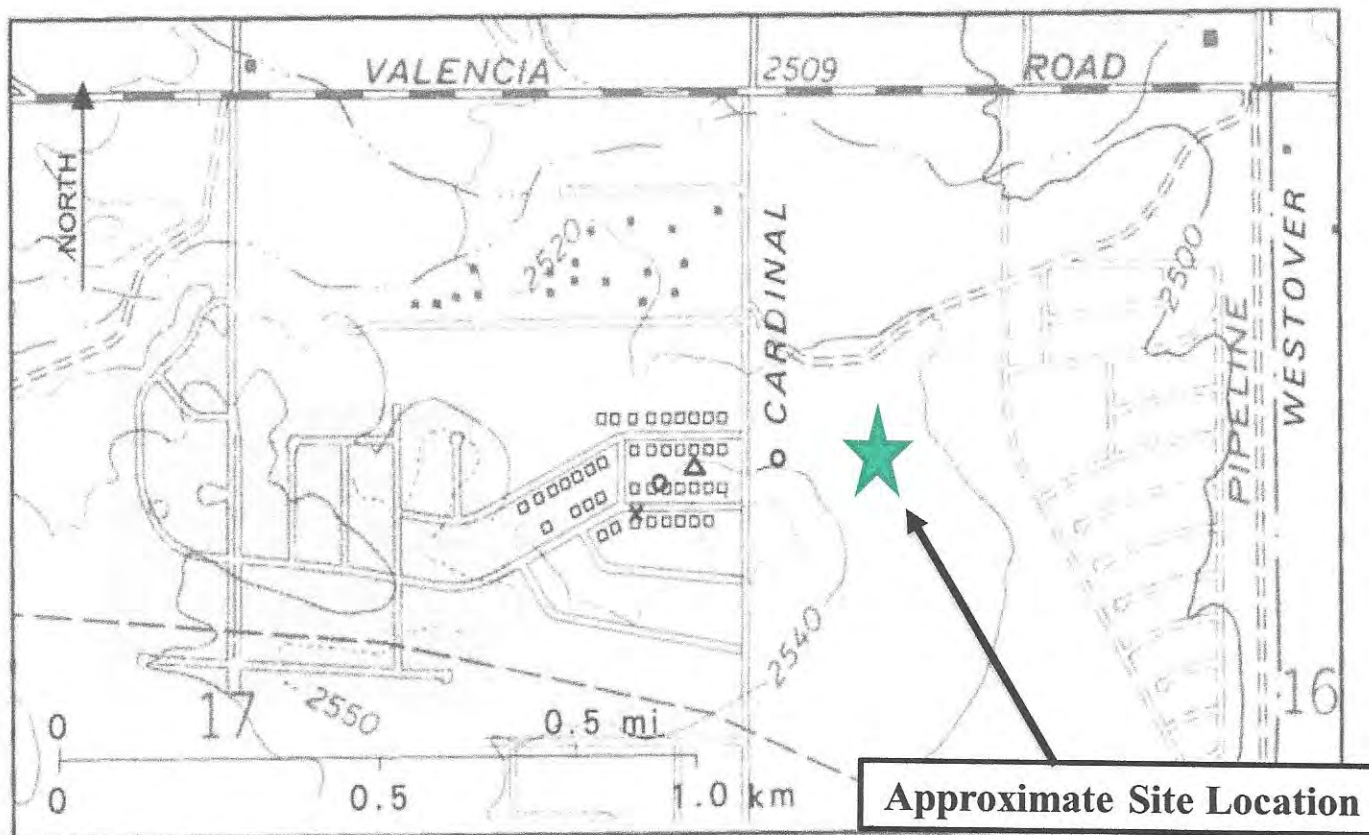 VALENCIA 2509 ROAD
NORTH
2520
CARDINAL
2500
WESTOVER
PIPELINE
2540
16
17
2550
0 0.5 mi
0 0.5 1.0 km
Approximate Site Location